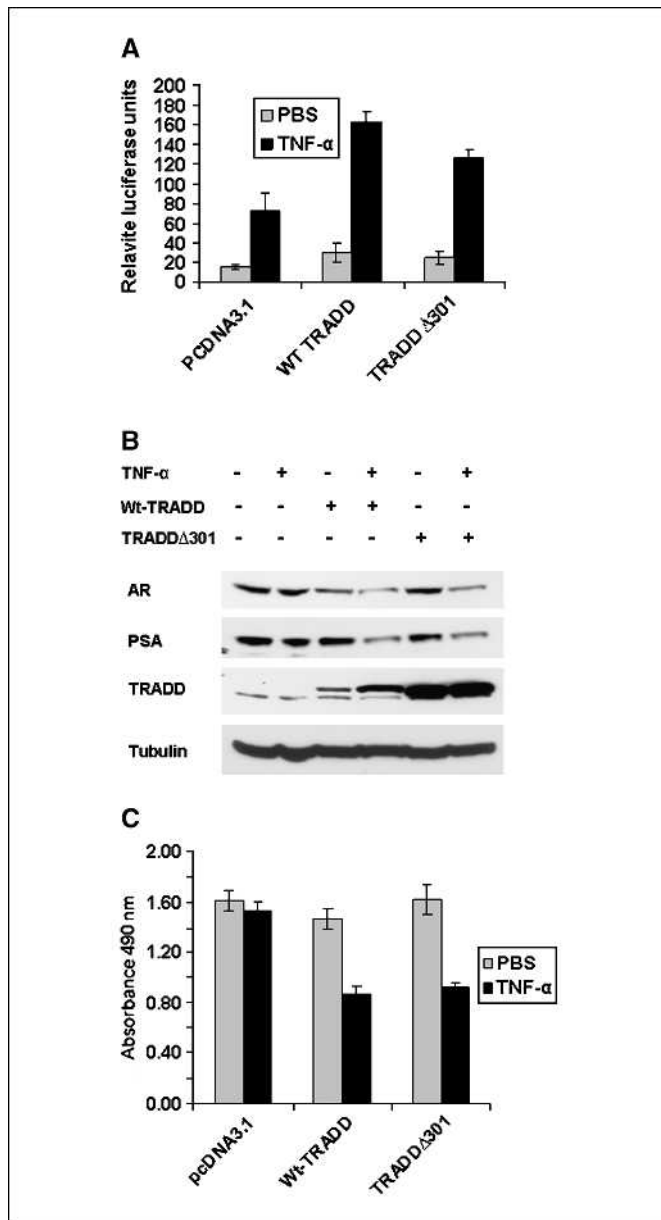 A
Relavite luciferase units
200
180
160
140
120
100
80
60
40
20
0
PBS
TNF-α
PCDNA3.1
WT TRADD
TRADD Δ301
B
TNF-α - + - + - +
Wt-TRADD - - + + - -
TRADDΔ301 - - - - + +
AR
PSA
TRADD
Tubulin
C
Absorbance 490 nm
2.00
1.60
1.20
0.80
0.40
0.00
PBS
TNF-α
pcDNA3.1
Wt-TRADD
TRADDΔ301